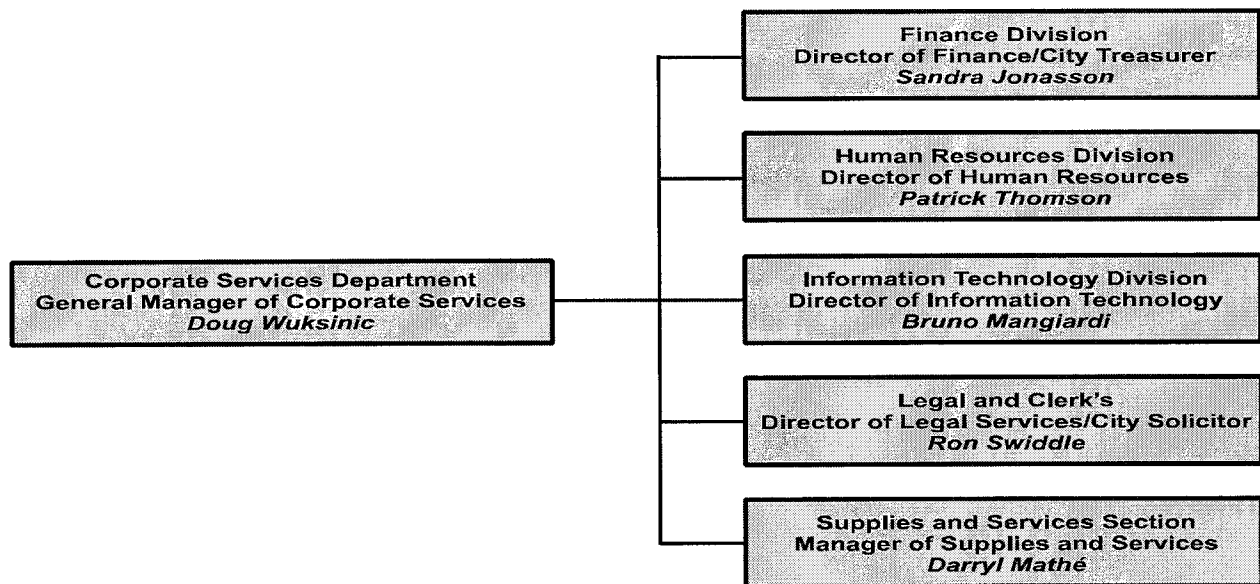 Finance Division
Director of Finance/City Treasurer
Sandra Jonasson
Human Resources Division
Director of Human Resources
Patrick Thomson
Corporate Services Department
General Manager of Corporate Services
Doug Wuksinic
Information Technology Division
Director of Information Technology
Bruno Mangiardi
Legal and Clerk's
Director of Legal Services/City Solicitor
Ron Swiddle
Supplies and Services Section
Manager of Supplies and Services
Darryl Mathé